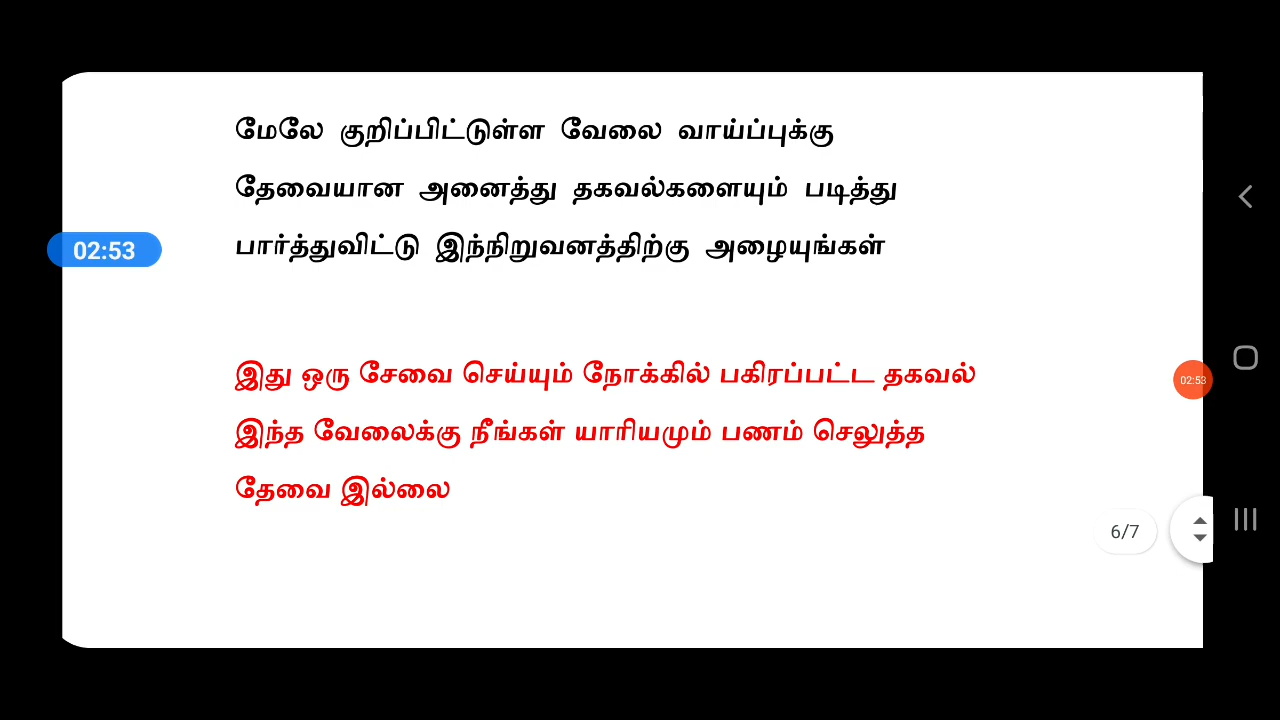 மேலே குறிப்பிட்டுள்ள வேலை வாய்ப்புக்கு
தேவையான அனைத்து தகவல்களையும் படித்து
02:53
பார்த்துவிட்டு இந்நிறுவனத்திற்கு அழையுங்கள்
இது ஒரு சேவை செய்யும் நோக்கில் பகிரப்பட்ட தகவல்
02:53
இந்த வேலைக்கு நீங்கள் யாரியமும் பணம் செலுத்த
தேவை இல்லை
6/7